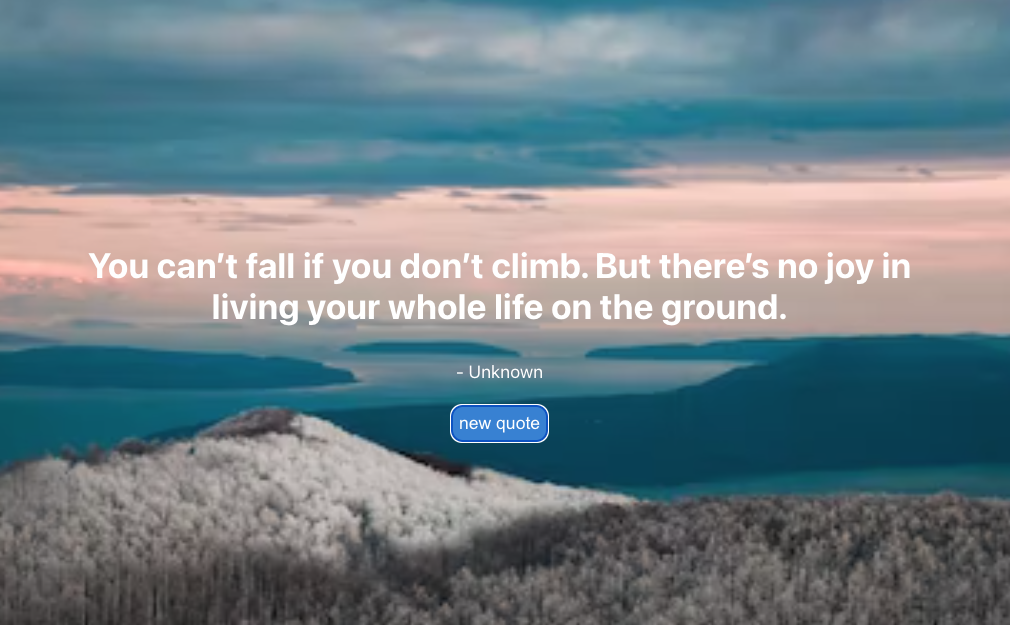 You can’t fall if you don’t climb. But there’s no joy in
living your whole life on the ground.
- Unknown
new quote